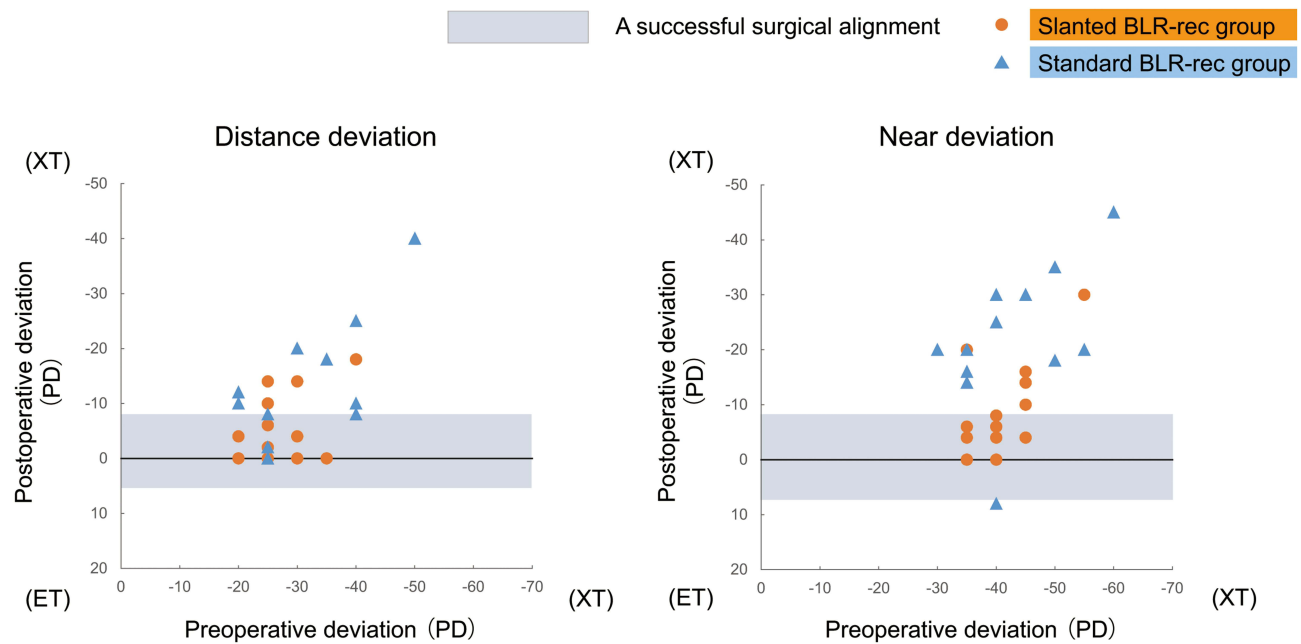 A successful surgical alignment
Slanted BLR-rec group
Standard BLR-rec group
Distance deviation
(XT)
-50
-40
-30
-20
-10
0
10
20
Postoperative deviation
(PD)
0 -10 -20 -30 -40 -50 -60 -70
(ET)
(XT)
Preoperative deviation (PD)
Near deviation
(XT)
-50
-40
-30
-20
-10
0
10
20
Postoperative deviation
(PD)
0 -10 -20 -30 -40 -50 -60 -70
(ET)
(XT)
Preoperative deviation (PD)